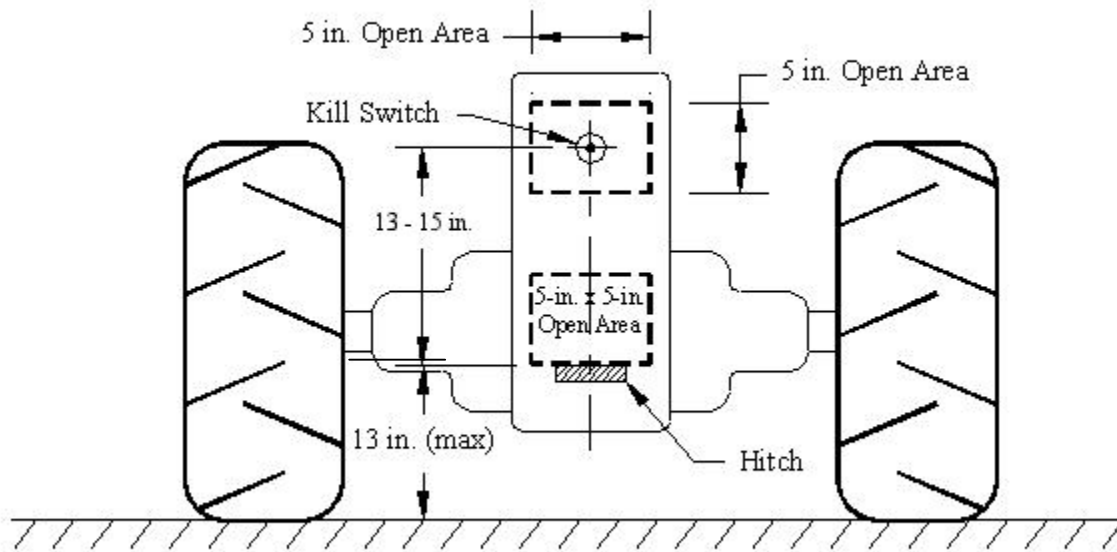 5 in. Open Area
5 in. Open Area
Kill Switch
13 - 15 in.
5-in. x 5-in.
Open Area
13 in. (max)
Hitch